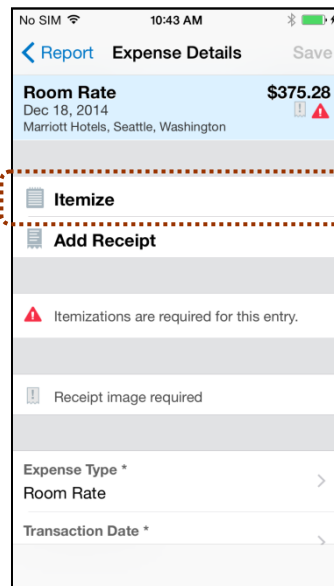 No SIM 10:43 AM
Report Expense Details Save
Room Rate $375.28
Dec 18, 2014
Marriott Hotels, Seattle, Washington
Itemize
Add Receipt
Itemizations are required for this entry.
Receipt image required
Expense Type *
Room Rate
Transaction Date *